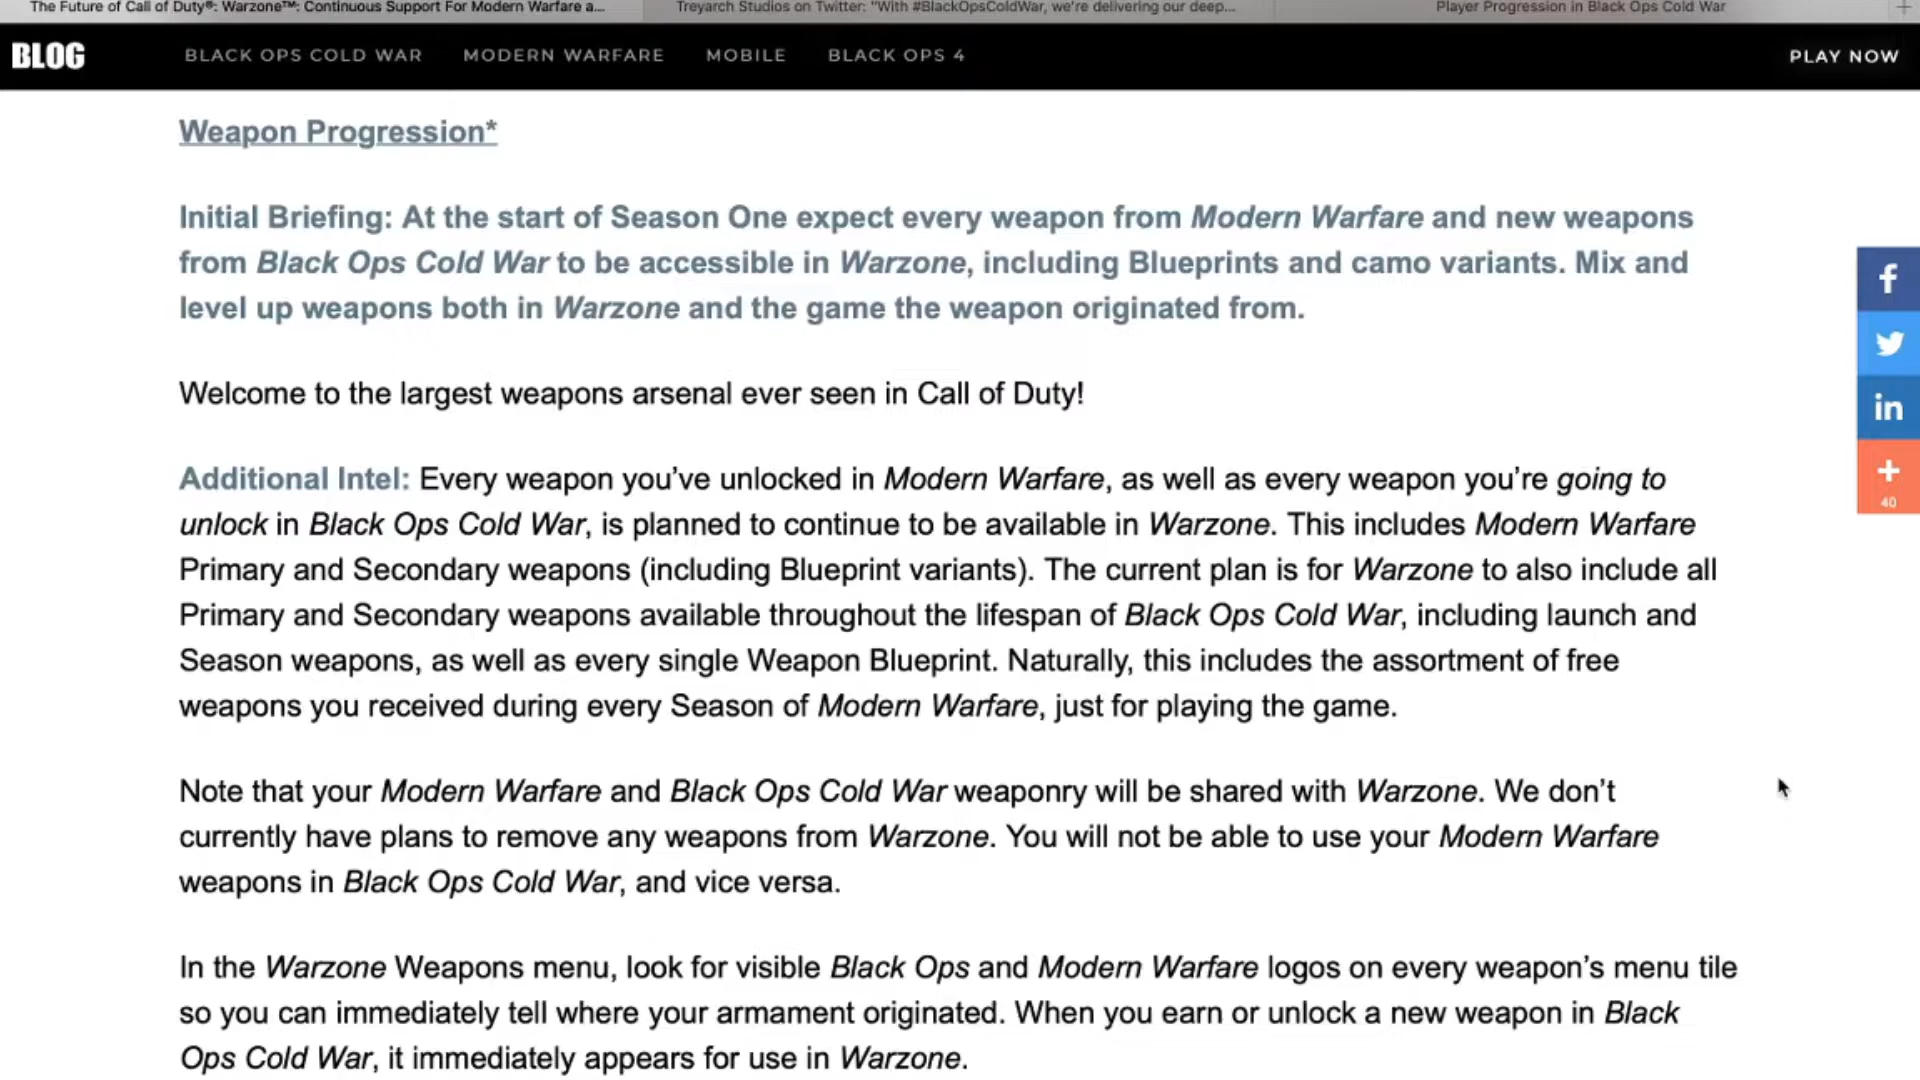 The Future of Call of Duty®: Warzone™: Continuous Support For Modern Warfare a...
Treyarch Studios on Twitter: "With #BlackOpsColdWar, we're delivering our deep...
Player Progression in Black Ops Cold War
BLOG
BLACK OPS COLD WAR
MODERN WARFARE
MOBILE
BLACK OPS 4
PLAY NOW
Weapon Progression*
Initial Briefing: At the start of Season One expect every weapon from Modern Warfare and new weapons
from Black Ops Cold War to be accessible in Warzone, including Blueprints and camo variants. Mix and
level up weapons both in Warzone and the game the weapon originated from.
Welcome to the largest weapons arsenal ever seen in Call of Duty!
Additional Intel: Every weapon you’ve unlocked in Modern Warfare, as well as every weapon you’re going to
unlock in Black Ops Cold War, is planned to continue to be available in Warzone. This includes Modern Warfare
Primary and Secondary weapons (including Blueprint variants). The current plan is for Warzone to also include all
Primary and Secondary weapons available throughout the lifespan of Black Ops Cold War, including launch and
Season weapons, as well as every single Weapon Blueprint. Naturally, this includes the assortment of free
weapons you received during every Season of Modern Warfare, just for playing the game.
Note that your Modern Warfare and Black Ops Cold War weaponry will be shared with Warzone. We don’t
currently have plans to remove any weapons from Warzone. You will not be able to use your Modern Warfare
weapons in Black Ops Cold War, and vice versa.
In the Warzone Weapons menu, look for visible Black Ops and Modern Warfare logos on every weapon’s menu tile
so you can immediately tell where your armament originated. When you earn or unlock a new weapon in Black
Ops Cold War, it immediately appears for use in Warzone.
f
in
40